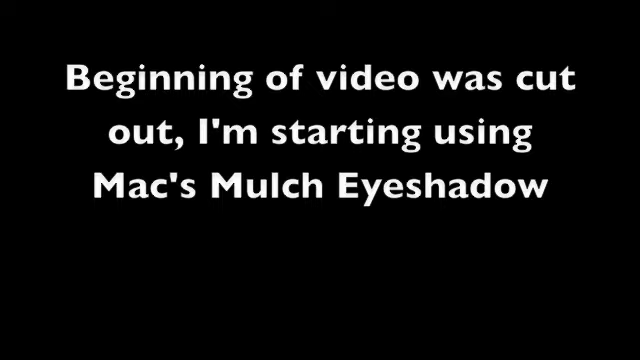 Beginning of video was cut
out, I'm starting using
Mac's Mulch Eyeshadow